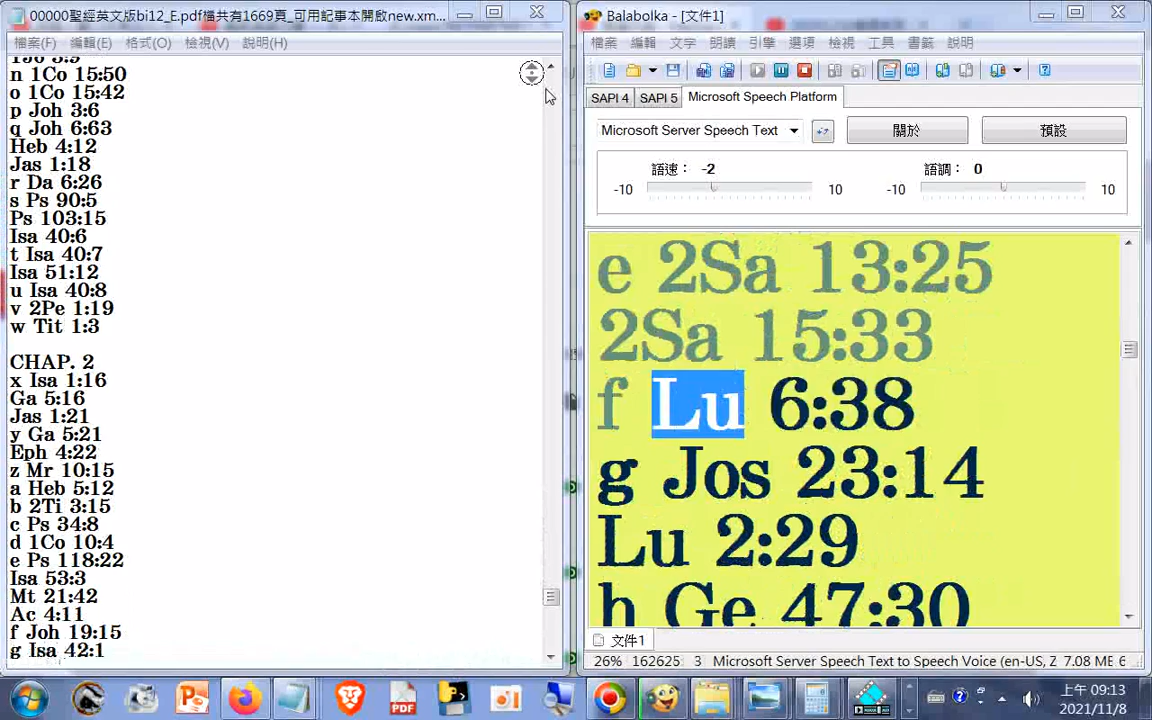 00000聖經英文版bi12_E.pdf檔共有1669頁_可用記事本開啟new.xm...
檔案(F) 編輯(E) 格式(O) 檢視(V) 說明(H)
n 1Co 15:50
o 1Co 15:42
p Joh 3:6
q Joh 6:63
Heb 4:12
Jas 1:18
r Da 6:26
s Ps 90:5
Ps 103:15
Isa 40:6
t Isa 40:7
Isa 51:12
u Isa 40:8
v 2Pe 1:19
w Tit 1:3
CHAP. 2
x Isa 1:16
Ga 5:16
Jas 1:21
y Ga 5:21
Eph 4:22
z Mr 10:15
a Heb 5:12
b 2Ti 3:15
c Ps 34:8
d 1Co 10:4
e Ps 118:22
Isa 53:3
Mt 21:42
Ac 4:11
f Joh 19:15
g Isa 42:1
Balabolka - [文件1]
檔案 編輯 文字 朗讀 引擎 選項 檢視 工具 書籤 說明
SAPI 4 SAPI 5 Microsoft Speech Platform
Microsoft Server Speech Text 關於 預設
語速： -2 語調： 0
-10 10 -10 10
e 2Sa 13:25
2Sa 15:33
f Lu 6:38
g Jos 23:14
Lu 2:29
h Ge 47:30
文件1
26% 162625 3 Microsoft Server Speech Text to Speech Voice (en-US, Z 7.08 MB 6
PDF
上午 09:13
2021/11/8